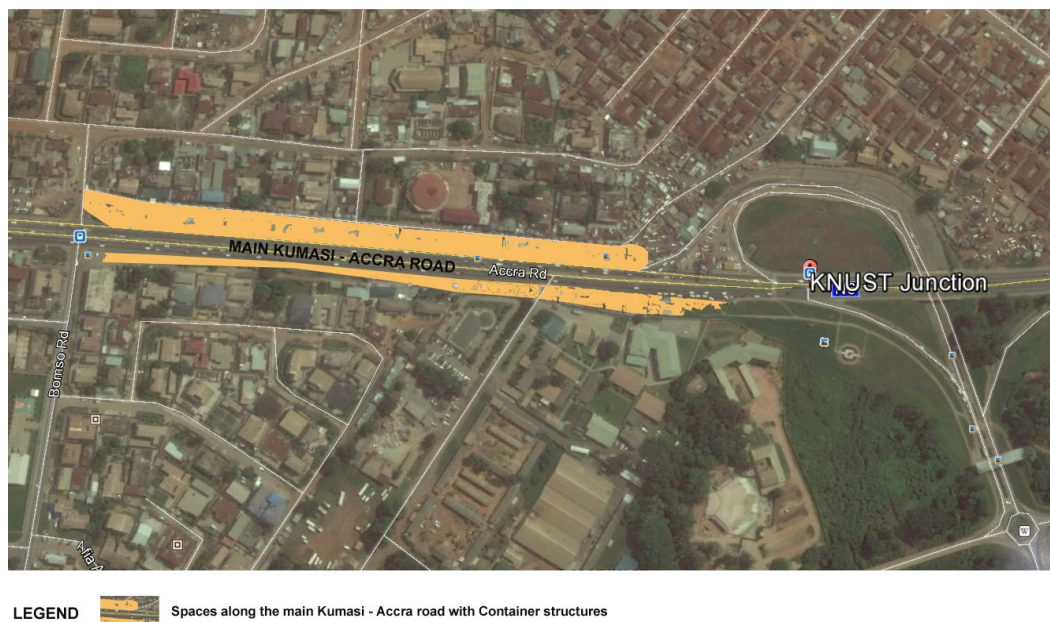 MAIN KUMASI - ACCRA ROAD
Accra Rd
KNUST Junction
Bomso Rd
W
LEGEND Spaces along the main Kumasi - Accra road with Container structures